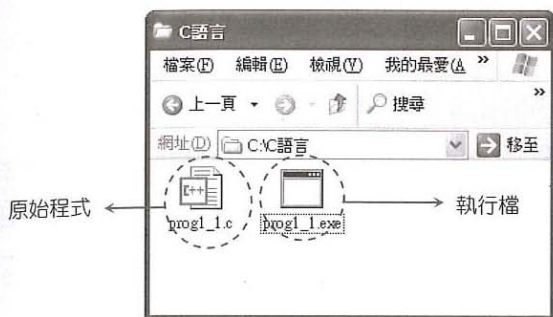 C語言
檔案(F) 編輯(E) 檢視(V) 我的最愛(A »
上一頁 搜尋 »
網址(D) C:\C語言 移至
原始程式 執行檔
prog1_1.c prog1_1.exe